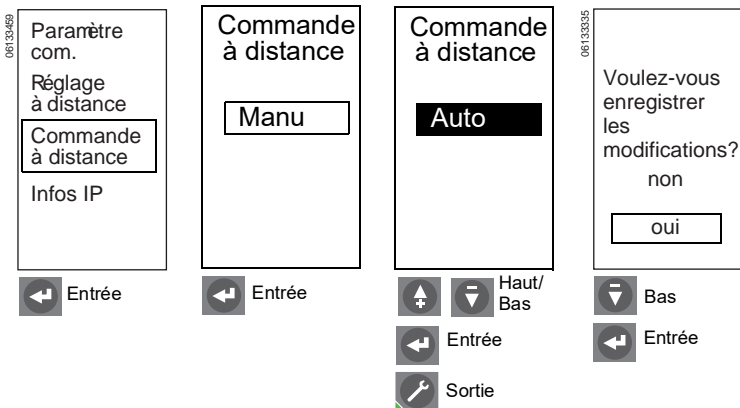 06133459
Paramètre
com.
Réglage
à distance
Commande
à distance
Infos IP
Entrée
Commande
à distance
Manu
Entrée
Commande
à distance
Auto
Haut/
Bas
Entrée
Sortie
06133335
Voulez-vous
enregistrer
les
modifications?
non
oui
Bas
Entrée